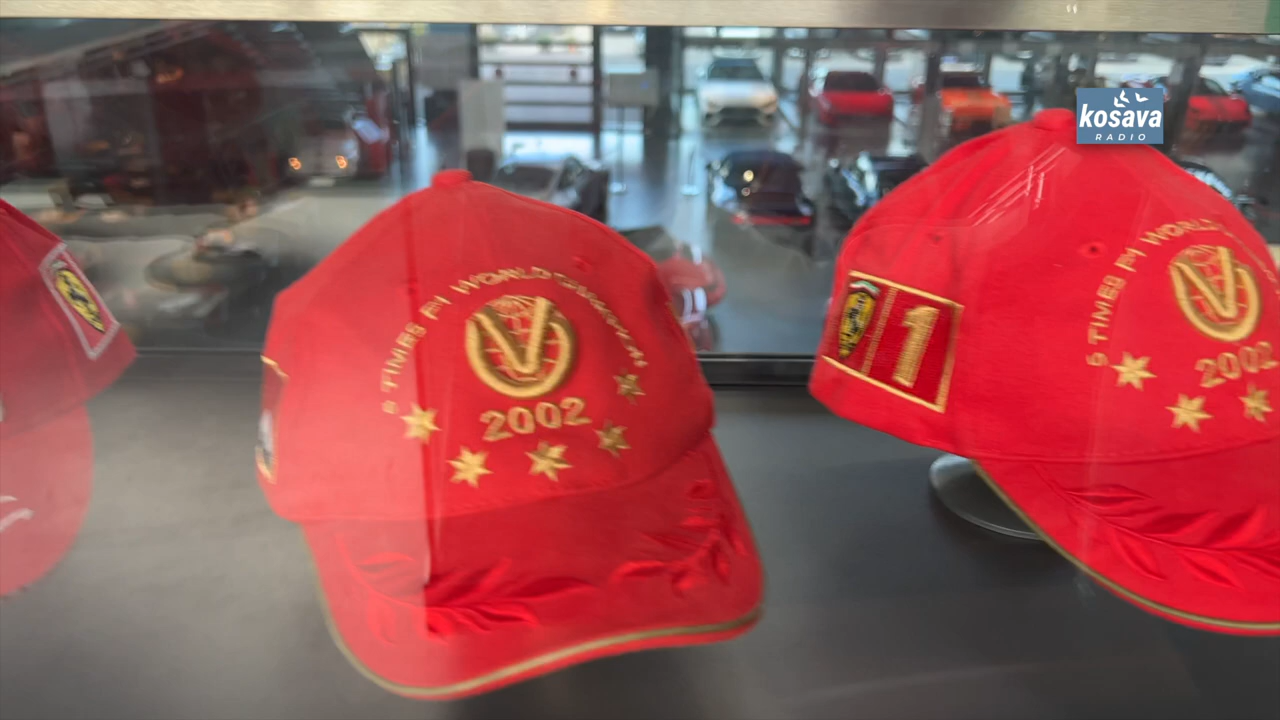 kosava
RADIO
5 TIMES F1 WORLD CHAMPION
2002
1
5 TIMES F1 WORLD
2002